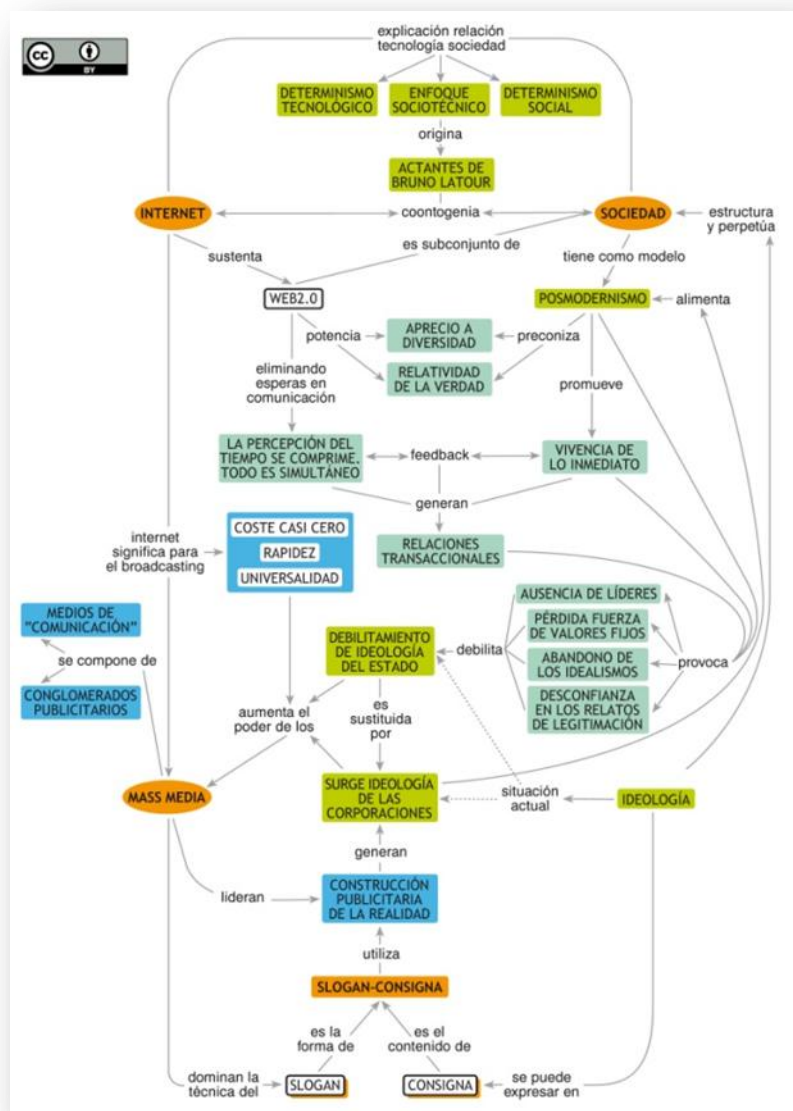 explicación relación
tecnología sociedad
CC
BY
DETERMINISMO
TECNOLÓGICO
ENFOQUE
SOCIOTÉCNICO
DETERMINISMO
SOCIAL
origina
ACTANTES DE
BRUNO LATOUR
INTERNET
coontogenia
SOCIEDAD
estructura
y perpetúa
sustenta
es subconjunto de
tiene como modelo
WEB2.0
POSMODERNISMO
alimenta
potencia
APRECIO A
DIVERSIDAD
preconiza
eliminando
esperas en
comunicación
RELATIVIDAD
DE LA VERDAD
promueve
LA PERCEPCIÓN DEL
TIEMPO SE COMPRIME.
TODO ES SIMULTÁNEO
feedback
VIVENCIA DE
LO INMEDIATO
generan
internet
significa para
el broadcasting
COSTE CASI CERO
RAPIDEZ
UNIVERSALIDAD
RELACIONES
TRANSACCIONALES
MEDIOS DE
"COMUNICACIÓN"
se compone de
CONGLOMERADOS
PUBLICITARIOS
DEBILITAMIENTO
DE IDEOLOGÍA
DEL ESTADO
debilita
AUSENCIA DE LÍDERES
PÉRDIDA FUERZA
DE VALORES FIJOS
ABANDONO DE
LOS IDEALISMOS
DESCONFIANZA
EN LOS RELATOS
DE LEGITIMACIÓN
provoca
aumenta el
poder de los
es
sustituida
por
MASS MEDIA
SURGE IDEOLOGÍA
DE LAS
CORPORACIONES
situación
actual
IDEOLOGÍA
generan
lideran
CONSTRUCCIÓN
PUBLICITARIA
DE LA REALIDAD
utiliza
SLOGAN-CONSIGNA
es la
forma de
es el
contenido de
dominan la
técnica del
SLOGAN
CONSIGNA
se puede
expresar en